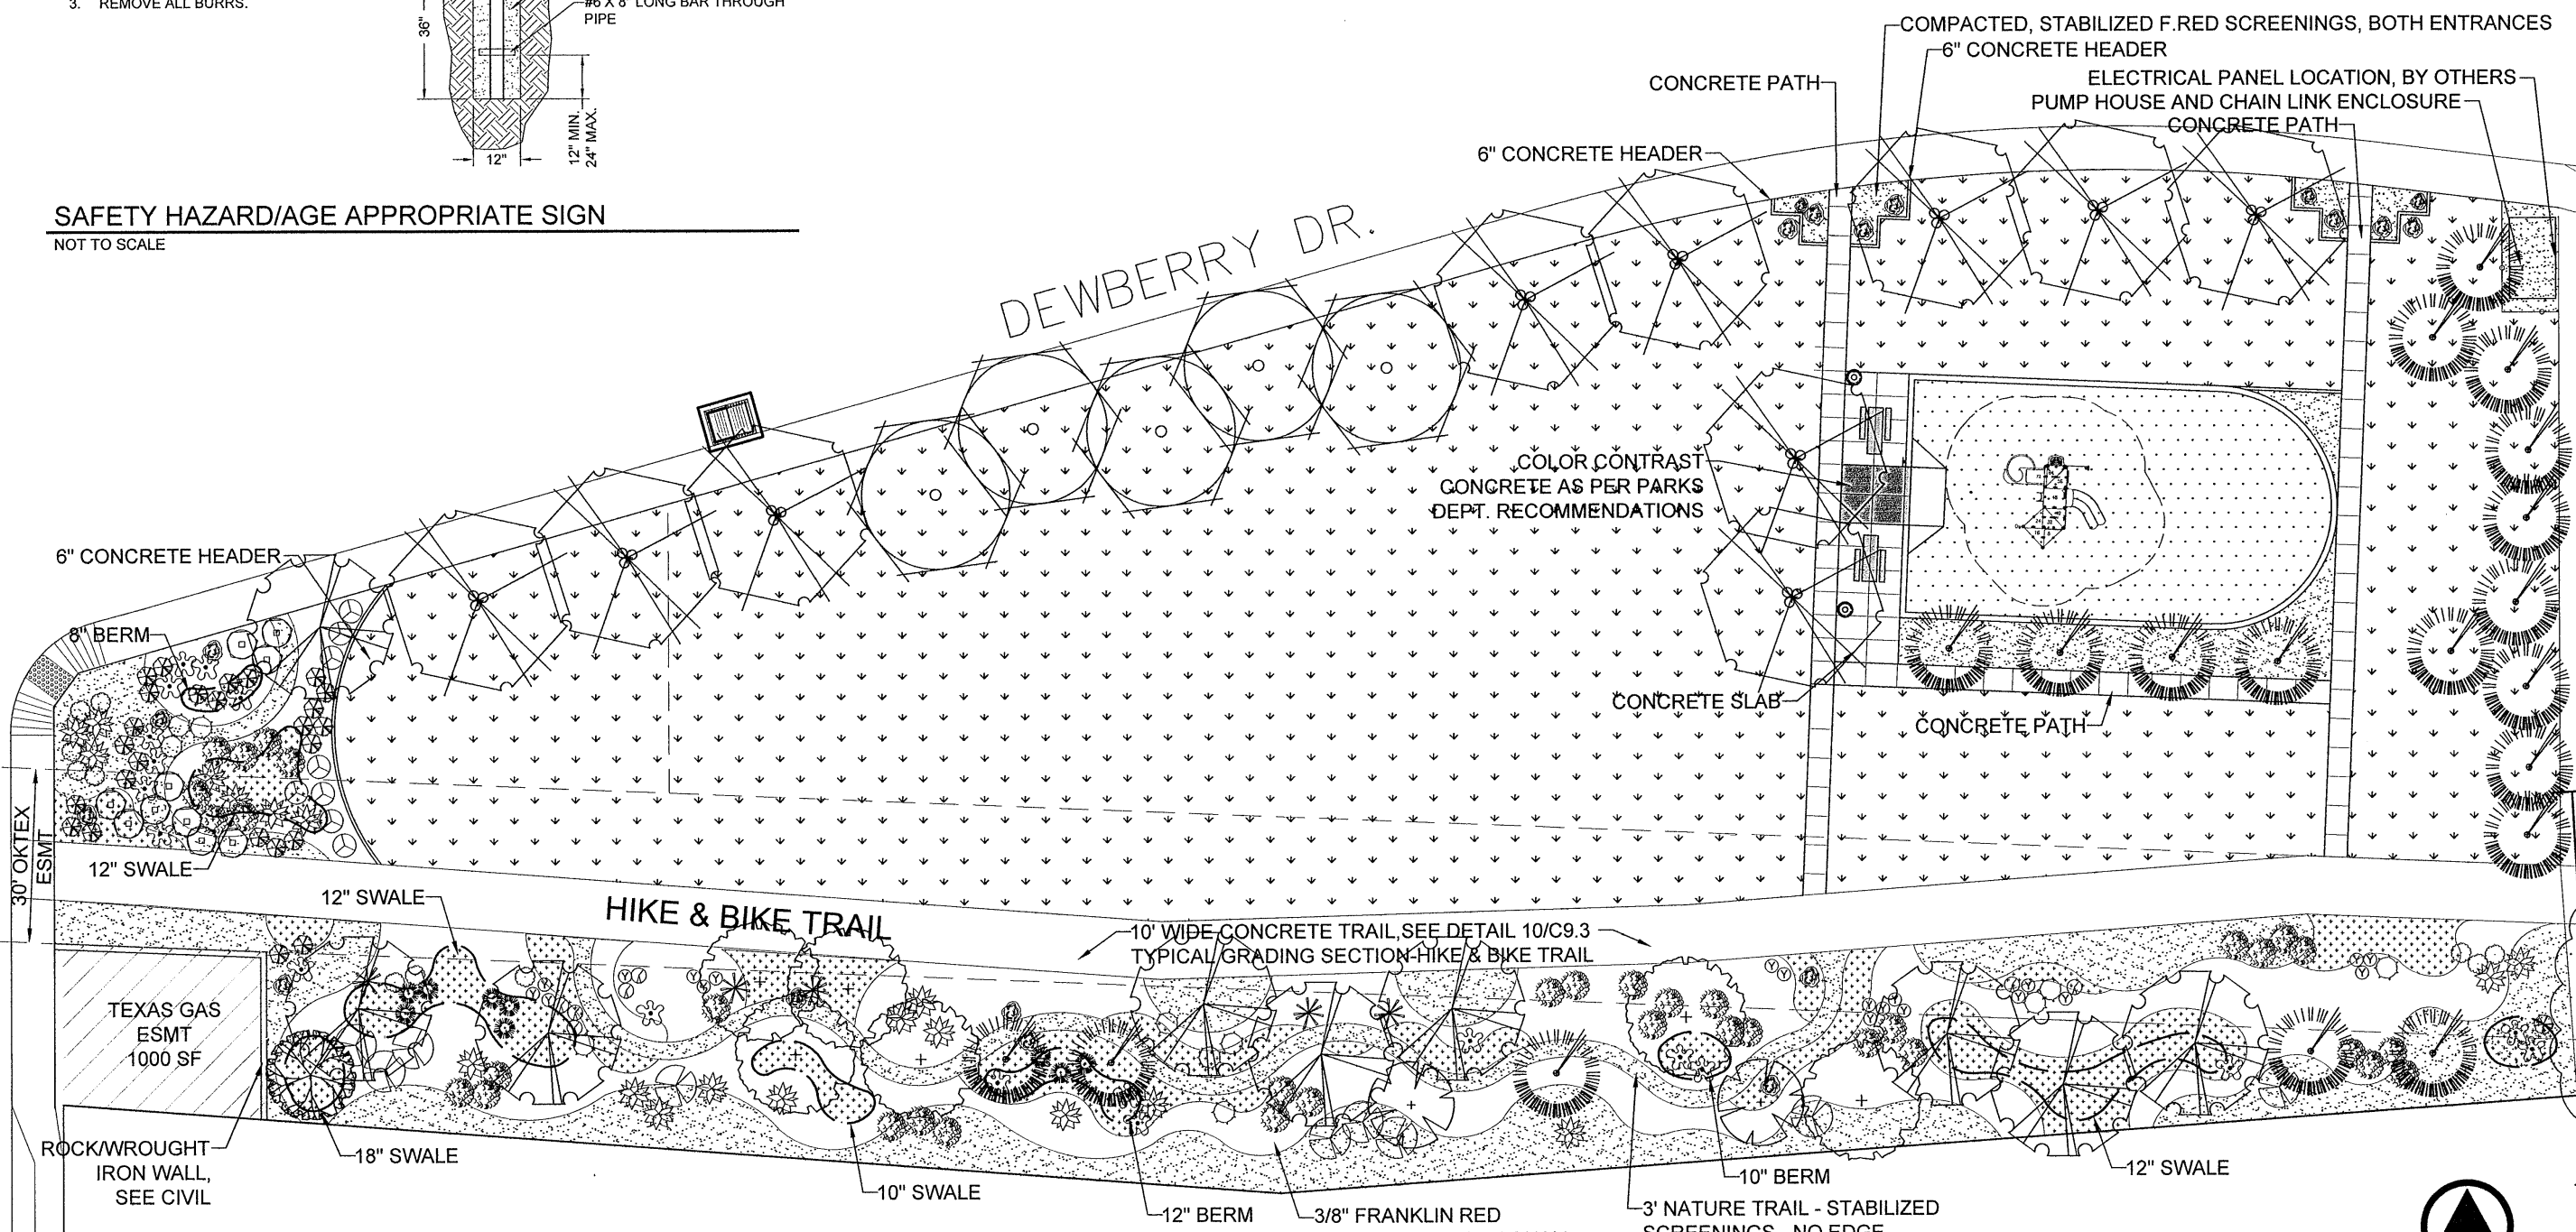 3. REMOVE ALL BURRS.
#6 X 8" LONG BAR THROUGH
PIPE
36"
12" MIN.
24" MAX.
12"
SAFETY HAZARD/AGE APPROPRIATE SIGN
NOT TO SCALE
COMPACTED, STABILIZED F.RED SCREENINGS, BOTH ENTRANCES
6" CONCRETE HEADER
CONCRETE PATH
ELECTRICAL PANEL LOCATION, BY OTHERS
PUMP HOUSE AND CHAIN LINK ENCLOSURE
CONCRETE PATH
6" CONCRETE HEADER
DEWBERRY DR.
COLOR CONTRAST
CONCRETE AS PER PARKS
DEPT. RECOMMENDATIONS
6" CONCRETE HEADER
8" BERM
CONCRETE SLAB
CONCRETE PATH
30' OKTEX
ESMT
12" SWALE
12" SWALE
HIKE & BIKE TRAIL
10' WIDE CONCRETE TRAIL,SEE DETAIL 10/C9.3
TYPICAL GRADING SECTION-HIKE & BIKE TRAIL
TEXAS GAS
ESMT
1000 SF
ROCK/WROUGHT
IRON WALL,
SEE CIVIL
18" SWALE
10" SWALE
12" BERM
3/8" FRANKLIN RED
10" BERM
3' NATURE TRAIL - STABILIZED
SCREENINGS - NO EDGE
12" SWALE